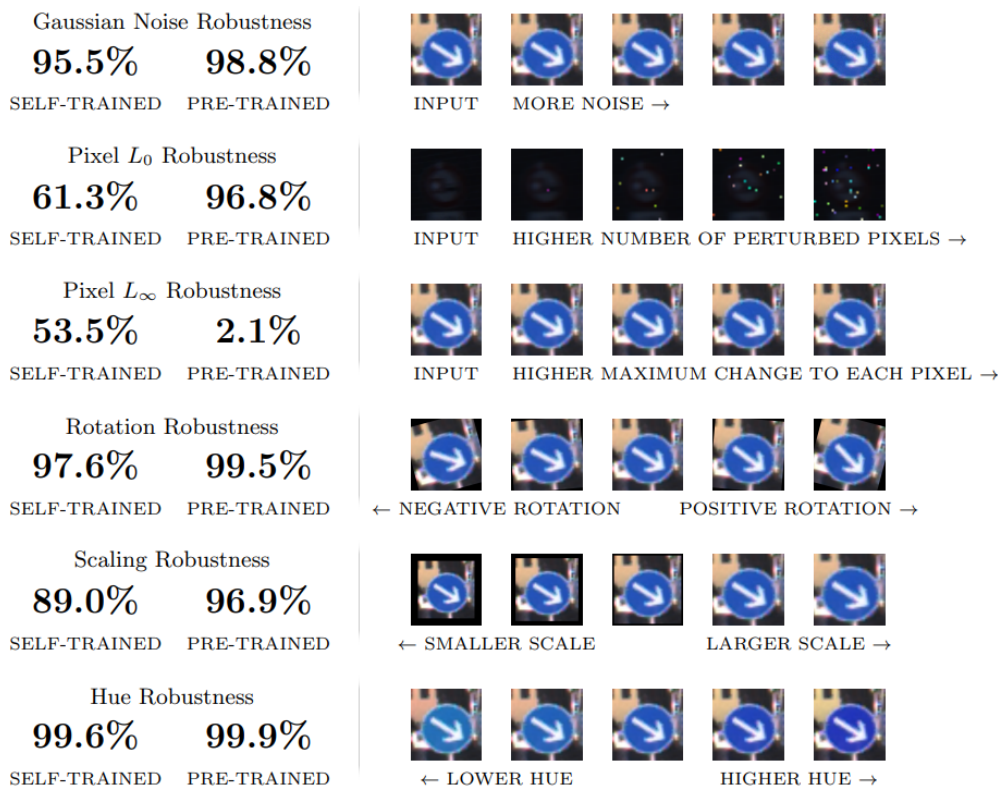 Gaussian Noise Robustness
95.5% 98.8%
SELF-TRAINED PRE-TRAINED
INPUT MORE NOISE →
Pixel L₀ Robustness
61.3% 96.8%
SELF-TRAINED PRE-TRAINED
INPUT HIGHER NUMBER OF PERTURBED PIXELS →
Pixel L∞ Robustness
53.5% 2.1%
SELF-TRAINED PRE-TRAINED
INPUT HIGHER MAXIMUM CHANGE TO EACH PIXEL →
Rotation Robustness
97.6% 99.5%
SELF-TRAINED PRE-TRAINED
← NEGATIVE ROTATION POSITIVE ROTATION →
Scaling Robustness
89.0% 96.9%
SELF-TRAINED PRE-TRAINED
← SMALLER SCALE LARGER SCALE →
Hue Robustness
99.6% 99.9%
SELF-TRAINED PRE-TRAINED
← LOWER HUE HIGHER HUE →